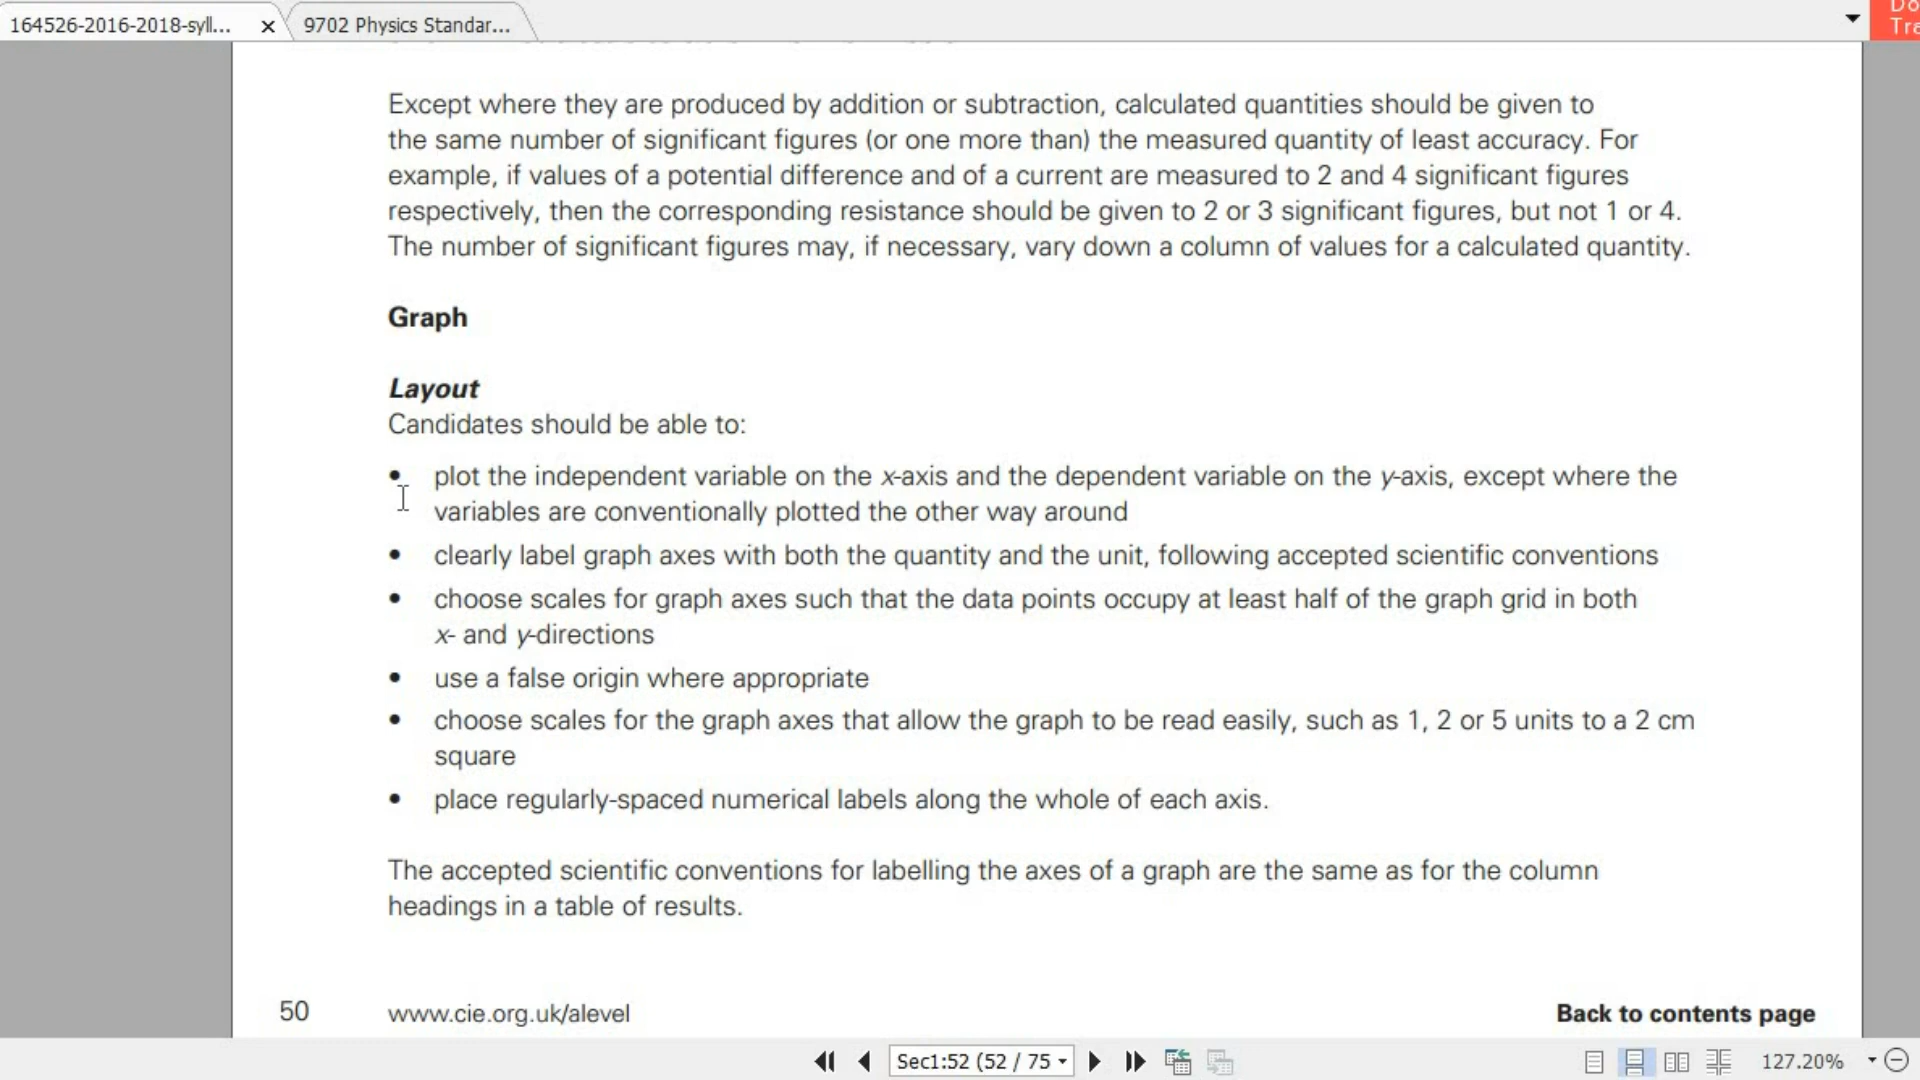 164526-2016-2018-syll...
9702 Physics Standar...
Except where they are produced by addition or subtraction, calculated quantities should be given to
the same number of significant figures (or one more than) the measured quantity of least accuracy. For
example, if values of a potential difference and of a current are measured to 2 and 4 significant figures
respectively, then the corresponding resistance should be given to 2 or 3 significant figures, but not 1 or 4.
The number of significant figures may, if necessary, vary down a column of values for a calculated quantity.
Graph
Layout
Candidates should be able to:
• plot the independent variable on the x-axis and the dependent variable on the y-axis, except where the
variables are conventionally plotted the other way around
• clearly label graph axes with both the quantity and the unit, following accepted scientific conventions
• choose scales for graph axes such that the data points occupy at least half of the graph grid in both
x- and y-directions
• use a false origin where appropriate
• choose scales for the graph axes that allow the graph to be read easily, such as 1, 2 or 5 units to a 2 cm
square
• place regularly-spaced numerical labels along the whole of each axis.
The accepted scientific conventions for labelling the axes of a graph are the same as for the column
headings in a table of results.
50 www.cie.org.uk/alevel Back to contents page
Sec1:52 (52 / 75
127.20%